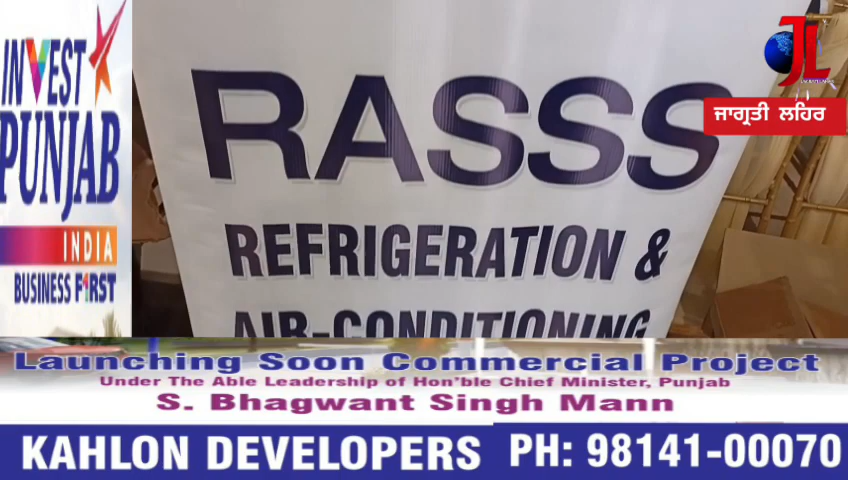 INVEST
PUNJAB
INDIA
BUSINESS F1RST
RASSS
REFRIGERATION &
AIR-CONDITIONING
JL
ਜਾਗ੍ਰਤੀ ਲਹਿਰ
Launching Soon Commercial Project
Under The Able Leadership of Hon'ble Chief Minister, Punjab
S. Bhagwant Singh Mann
KAHLON DEVELOPERS
PH: 98141-00070